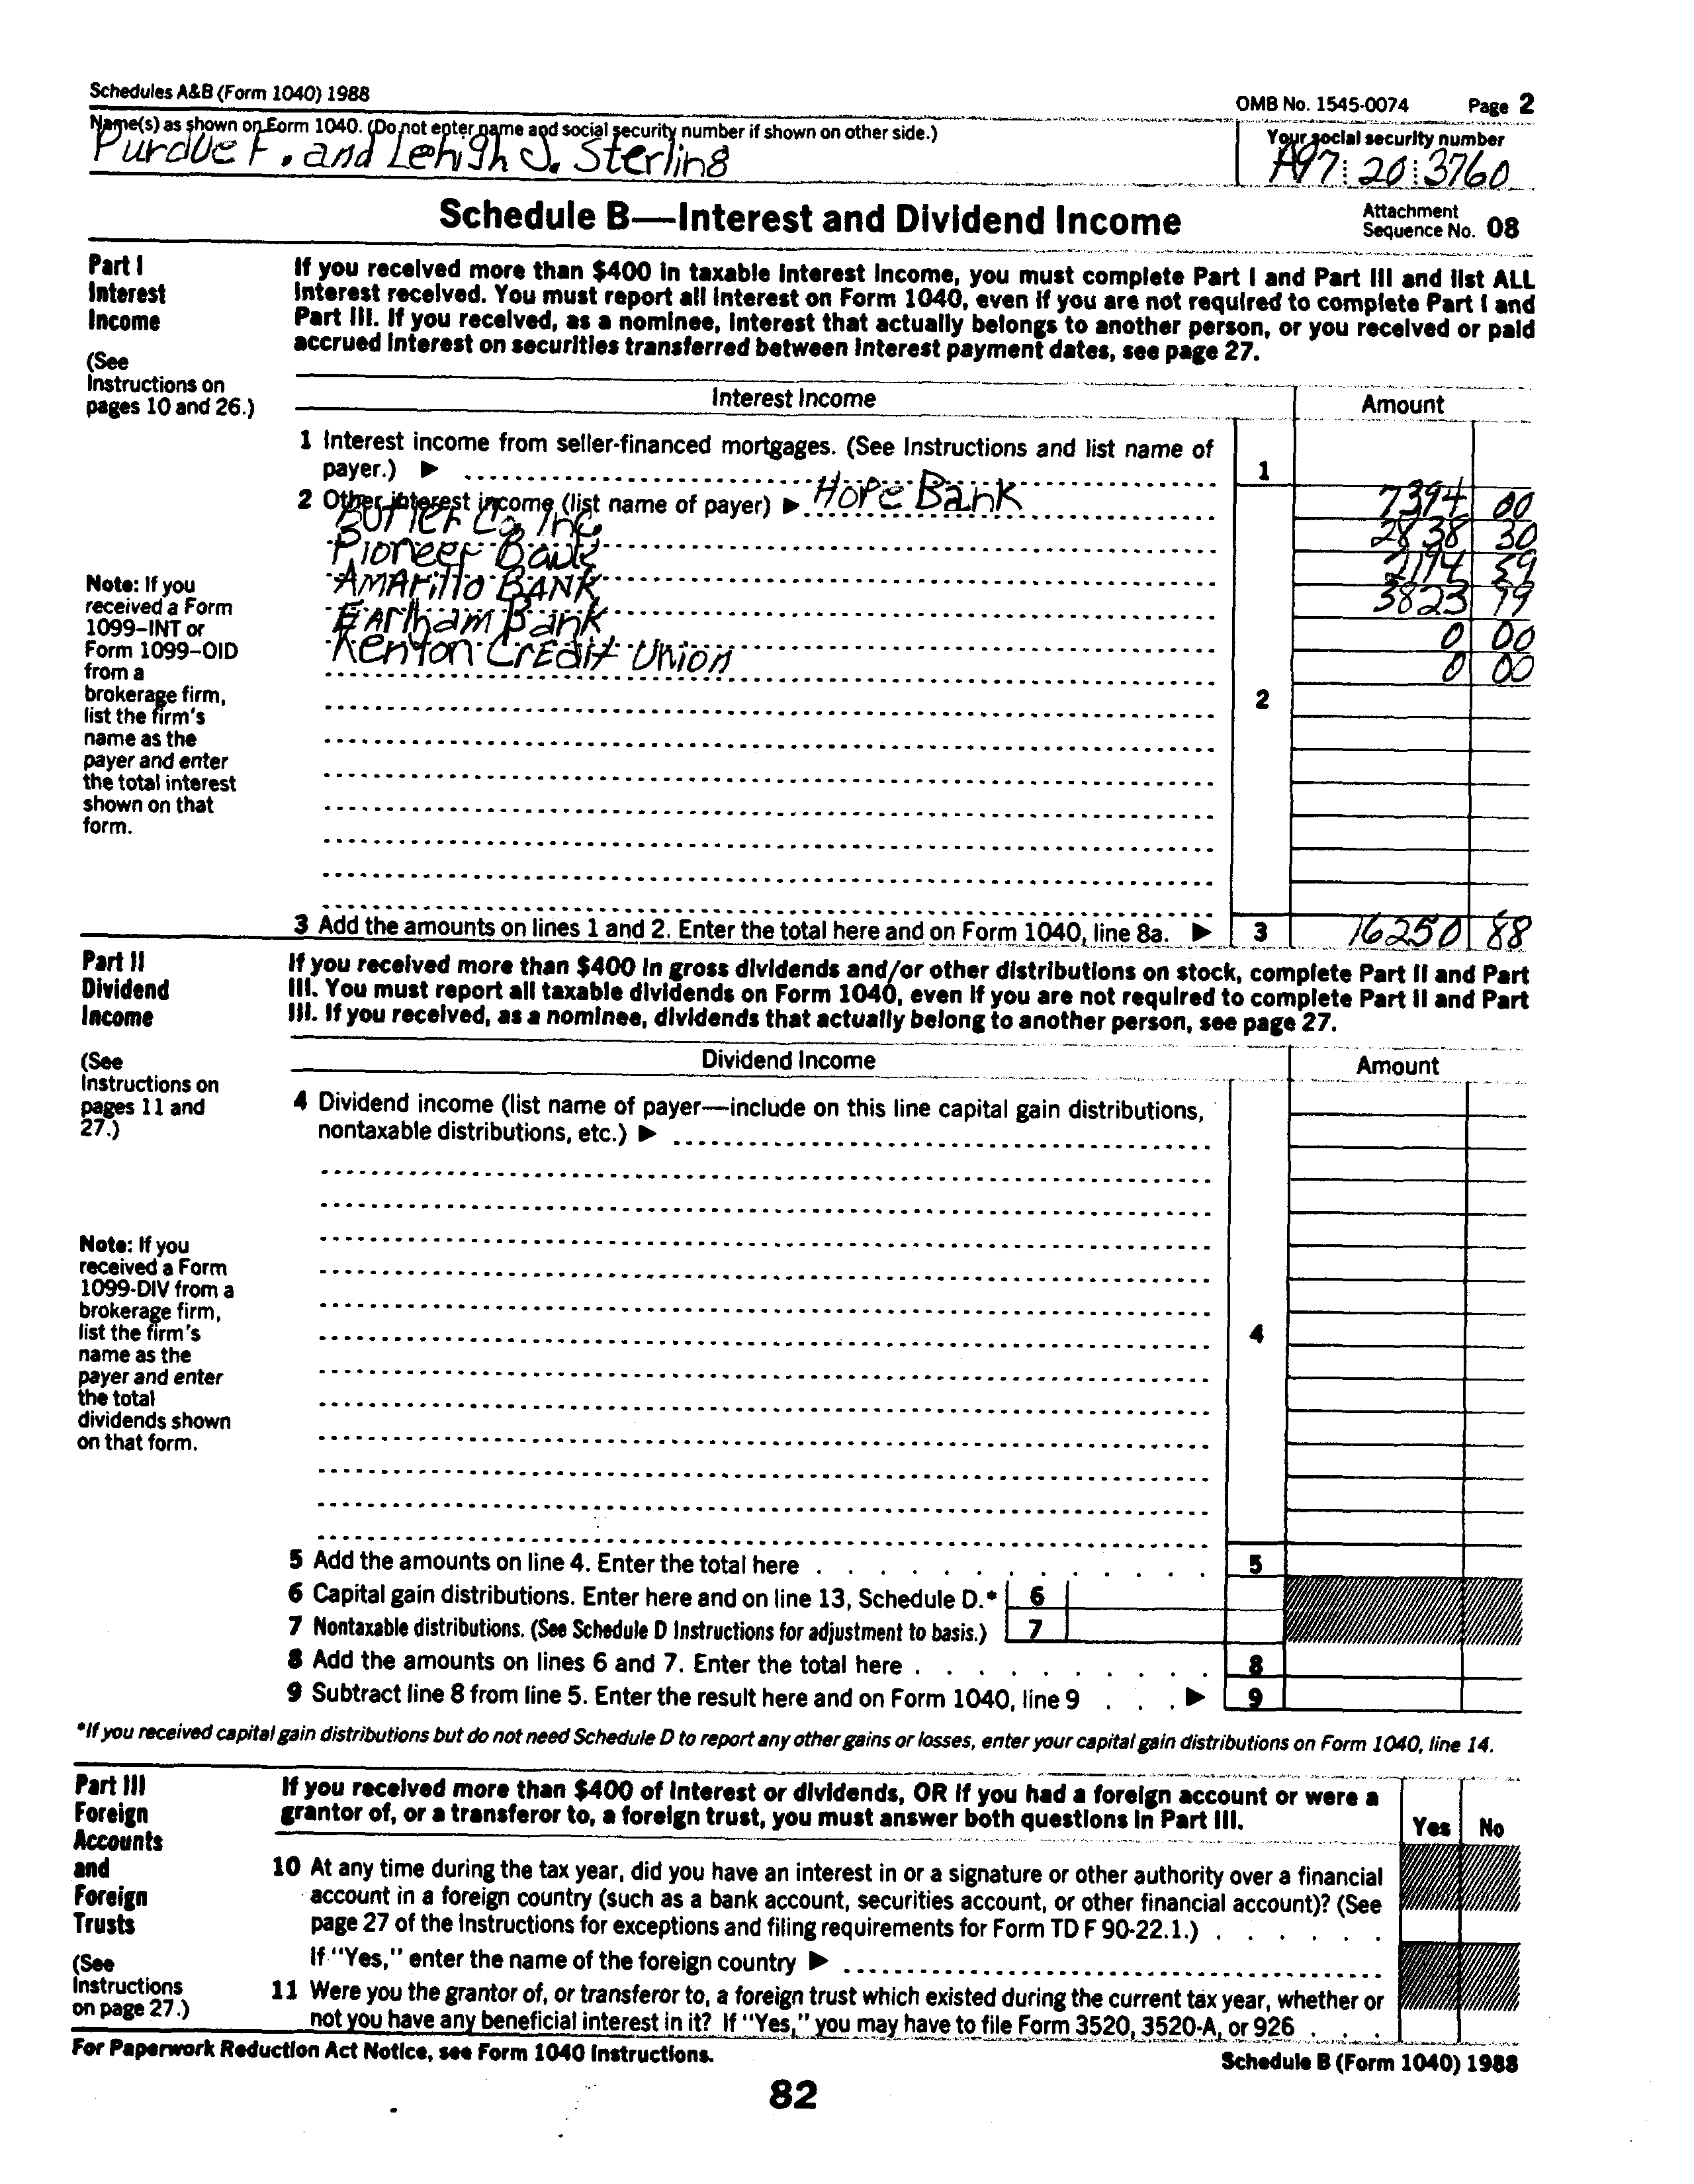 Schedules A&B (Form 1040) 1988
OMB No. 1545-0074 Page 2
Name(s) as shown on Form 1040. (Do not enter name and social security number if shown on other side.)
Your social security number
Purdue F. and Lehigh J. Sterling
A97 20 3760
Schedule B—Interest and Dividend Income
Attachment
Sequence No. 08
Part I
Interest
Income
(See
Instructions on
pages 10 and 26.)
If you received more than $400 in taxable interest income, you must complete Part I and Part III and list ALL
interest received. You must report all interest on Form 1040, even if you are not required to complete Part I and
Part III. If you received, as a nominee, interest that actually belongs to another person, or you received or paid
accrued interest on securities transferred between interest payment dates, see page 27.
Interest Income Amount
1 Interest income from seller-financed mortgages. (See Instructions and list name of
payer.) ▶ 1
2 Other interest income (list name of payer) ▶ Hope Bank 7394 00
Butler Co, Inc. 2838 30
Pioneer Bank 2194 59
AMArillo BANK 3823
EArlham Bank 0 00
Kenyon CrEdit Union 0 00
2
Note: If you
received a Form
1099–INT or
Form 1099–OID
from a
brokerage firm,
list the firm's
name as the
payer and enter
the total interest
shown on that
form.
3 Add the amounts on lines 1 and 2. Enter the total here and on Form 1040, line 8a. ▶ 3 16250 88
Part II
Dividend
Income
(See
Instructions on
pages 11 and
27.)
If you received more than $400 in gross dividends and/or other distributions on stock, complete Part II and Part
III. You must report all taxable dividends on Form 1040, even if you are not required to complete Part II and Part
III. If you received, as a nominee, dividends that actually belong to another person, see page 27.
Dividend Income Amount
4 Dividend income (list name of payer—include on this line capital gain distributions,
nontaxable distributions, etc.) ▶
4
Note: If you
received a Form
1099-DIV from a
brokerage firm,
list the firm's
name as the
payer and enter
the total
dividends shown
on that form.
5 Add the amounts on line 4. Enter the total here 5
6 Capital gain distributions. Enter here and on line 13, Schedule D.* 6
7 Nontaxable distributions. (See Schedule D Instructions for adjustment to basis.) 7
8 Add the amounts on lines 6 and 7. Enter the total here 8
9 Subtract line 8 from line 5. Enter the result here and on Form 1040, line 9 ▶ 9
*If you received capital gain distributions but do not need Schedule D to report any other gains or losses, enter your capital gain distributions on Form 1040, line 14.
Part III
Foreign
Accounts
and
Foreign
Trusts
(See
Instructions
on page 27.)
If you received more than $400 of interest or dividends, OR if you had a foreign account or were a
grantor of, or a transferor to, a foreign trust, you must answer both questions in Part III.
Yes No
10 At any time during the tax year, did you have an interest in or a signature or other authority over a financial
account in a foreign country (such as a bank account, securities account, or other financial account)? (See
page 27 of the Instructions for exceptions and filing requirements for Form TD F 90-22.1.)
If "Yes," enter the name of the foreign country ▶
11 Were you the grantor of, or transferor to, a foreign trust which existed during the current tax year, whether or
not you have any beneficial interest in it? If "Yes," you may have to file Form 3520, 3520-A, or 926
For Paperwork Reduction Act Notice, see Form 1040 Instructions.
Schedule B (Form 1040) 1988
82